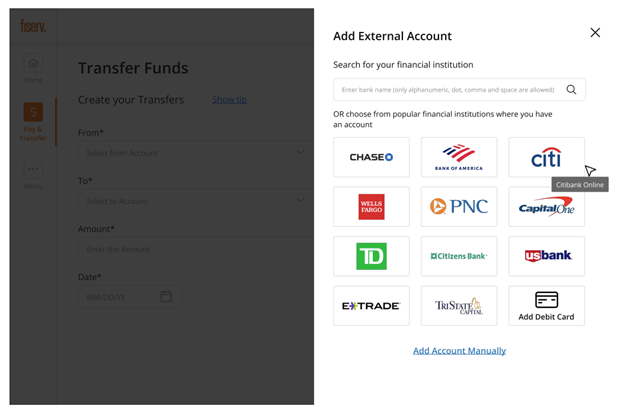 fiserv.
Home
Pay &
Transfer
Menu
Transfer Funds
Create your Transfers
Show tip
From*
Select from Account
To*
Select to Account
Amount*
Enter the Amount
Date*
MM/DD/YY
Add External Account
Search for your financial institution
Enter bank name (only alphanumeric, dot, comma and space are allowed)
OR choose from popular financial institutions where you have
an account
CHASE
BANK OF AMERICA
citi
Citibank Online
WELLS
FARGO
PNC
Capital One
TD
Citizens Bank
usbank
E*TRADE
TRISTATE
CAPITAL
Add Debit Card
Add Account Manually